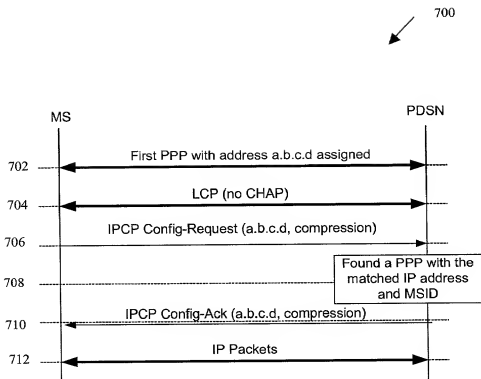 700
MS
PDSN
First PPP with address a.b.c.d assigned
702
LCP (no CHAP)
704
IPCP Config-Request (a.b.c.d, compression)
706
Found a PPP with the
matched IP address
and MSID
708
IPCP Config-Ack (a.b.c.d, compression)
710
IP Packets
712